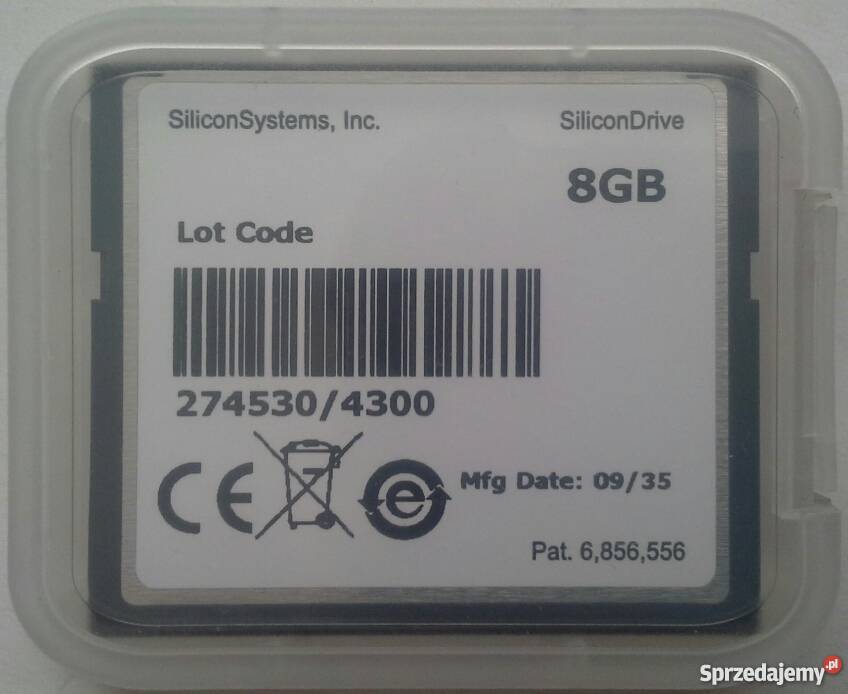 SiliconSystems, Inc. SiliconDrive
8GB
Lot Code
274530/4300
CE e Mfg Date: 09/35
Pat. 6,856,556
Sprzedajemy.pl